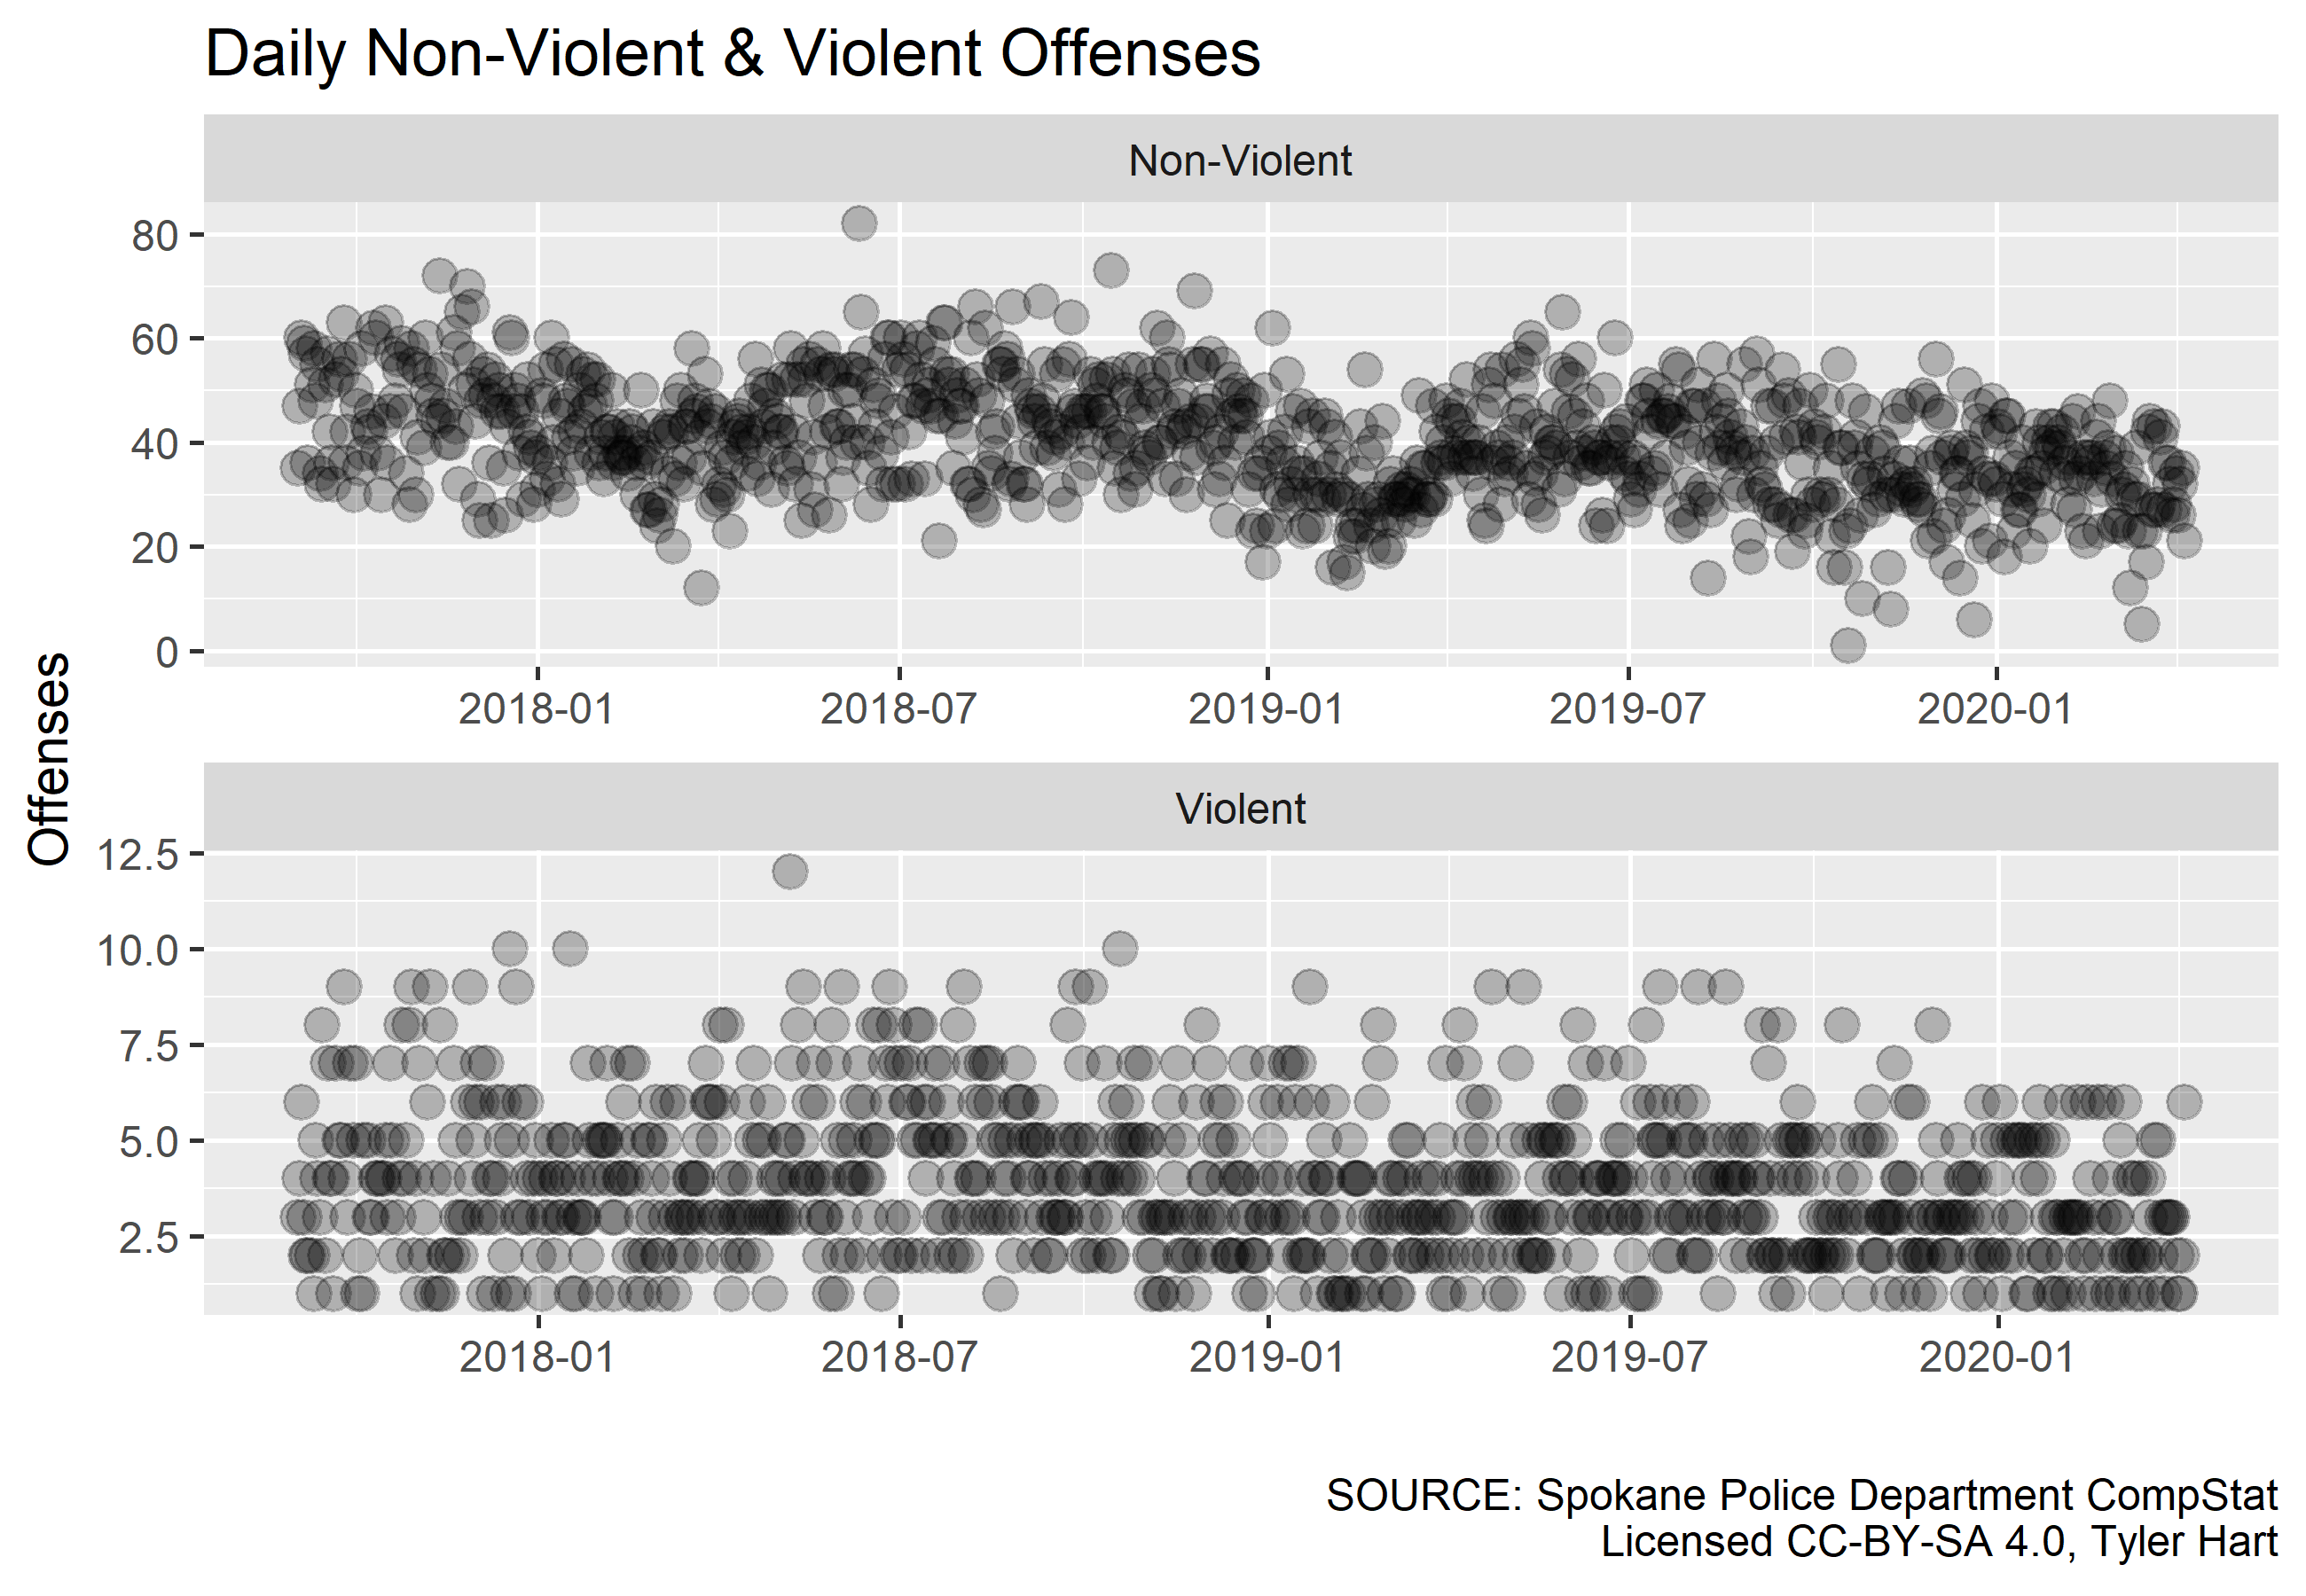 Daily Non-Violent & Violent Offenses
Non-Violent
80
60
40
20
0
2018-01 2018-07 2019-01 2019-07 2020-01
Offenses
Violent
12.5
10.0
7.5
5.0
2.5
2018-01 2018-07 2019-01 2019-07 2020-01
SOURCE: Spokane Police Department CompStat
Licensed CC-BY-SA 4.0, Tyler Hart